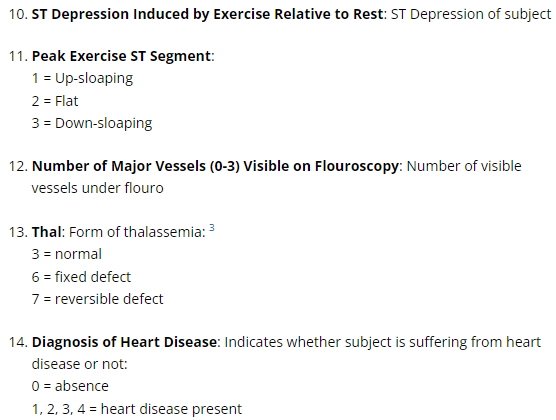 10. ST Depression Induced by Exercise Relative to Rest: ST Depression of subject
11. Peak Exercise ST Segment:
1 = Up-sloaping
2 = Flat
3 = Down-sloaping
12. Number of Major Vessels (0-3) Visible on Flouroscopy: Number of visible
vessels under flouro
13. Thal: Form of thalassemia: 3
3 = normal
6 = fixed defect
7 = reversible defect
14. Diagnosis of Heart Disease: Indicates whether subject is suffering from heart
disease or not:
0 = absence
1, 2, 3, 4 = heart disease present